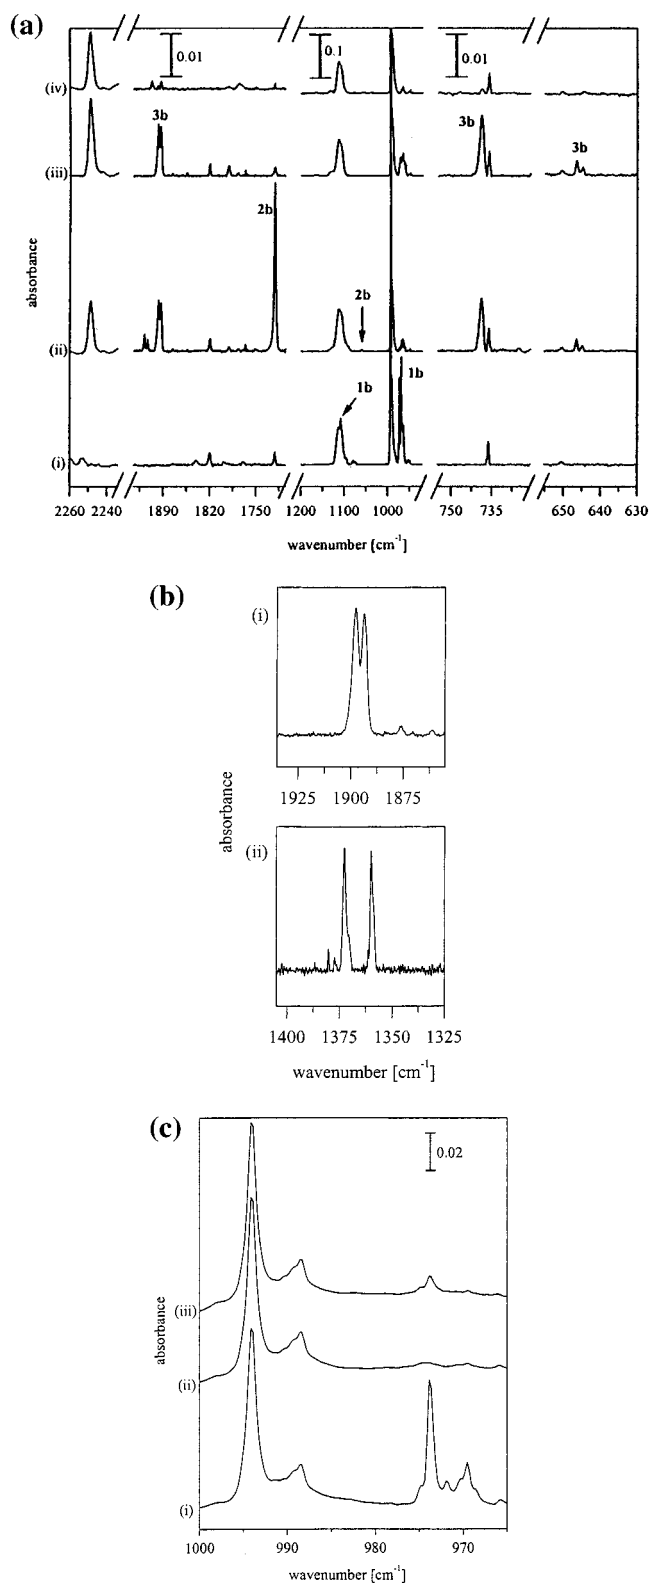 (a)
0.01 0.1 0.01
(iv)
3b 3b 3b
(iii)
2b
2b
(ii)
1b 1b
(i)
absorbance
2260 2240 1890 1820 1750 1200 1100 1000 750 735 650 640 630
wavenumber [cm-1]
(b)
(i)
1925 1900 1875
absorbance
(ii)
1400 1375 1350 1325
wavenumber [cm-1]
(c)
0.02
(iii)
(ii)
(i)
absorbance
1000 990 980 970
wavenumber [cm-1]